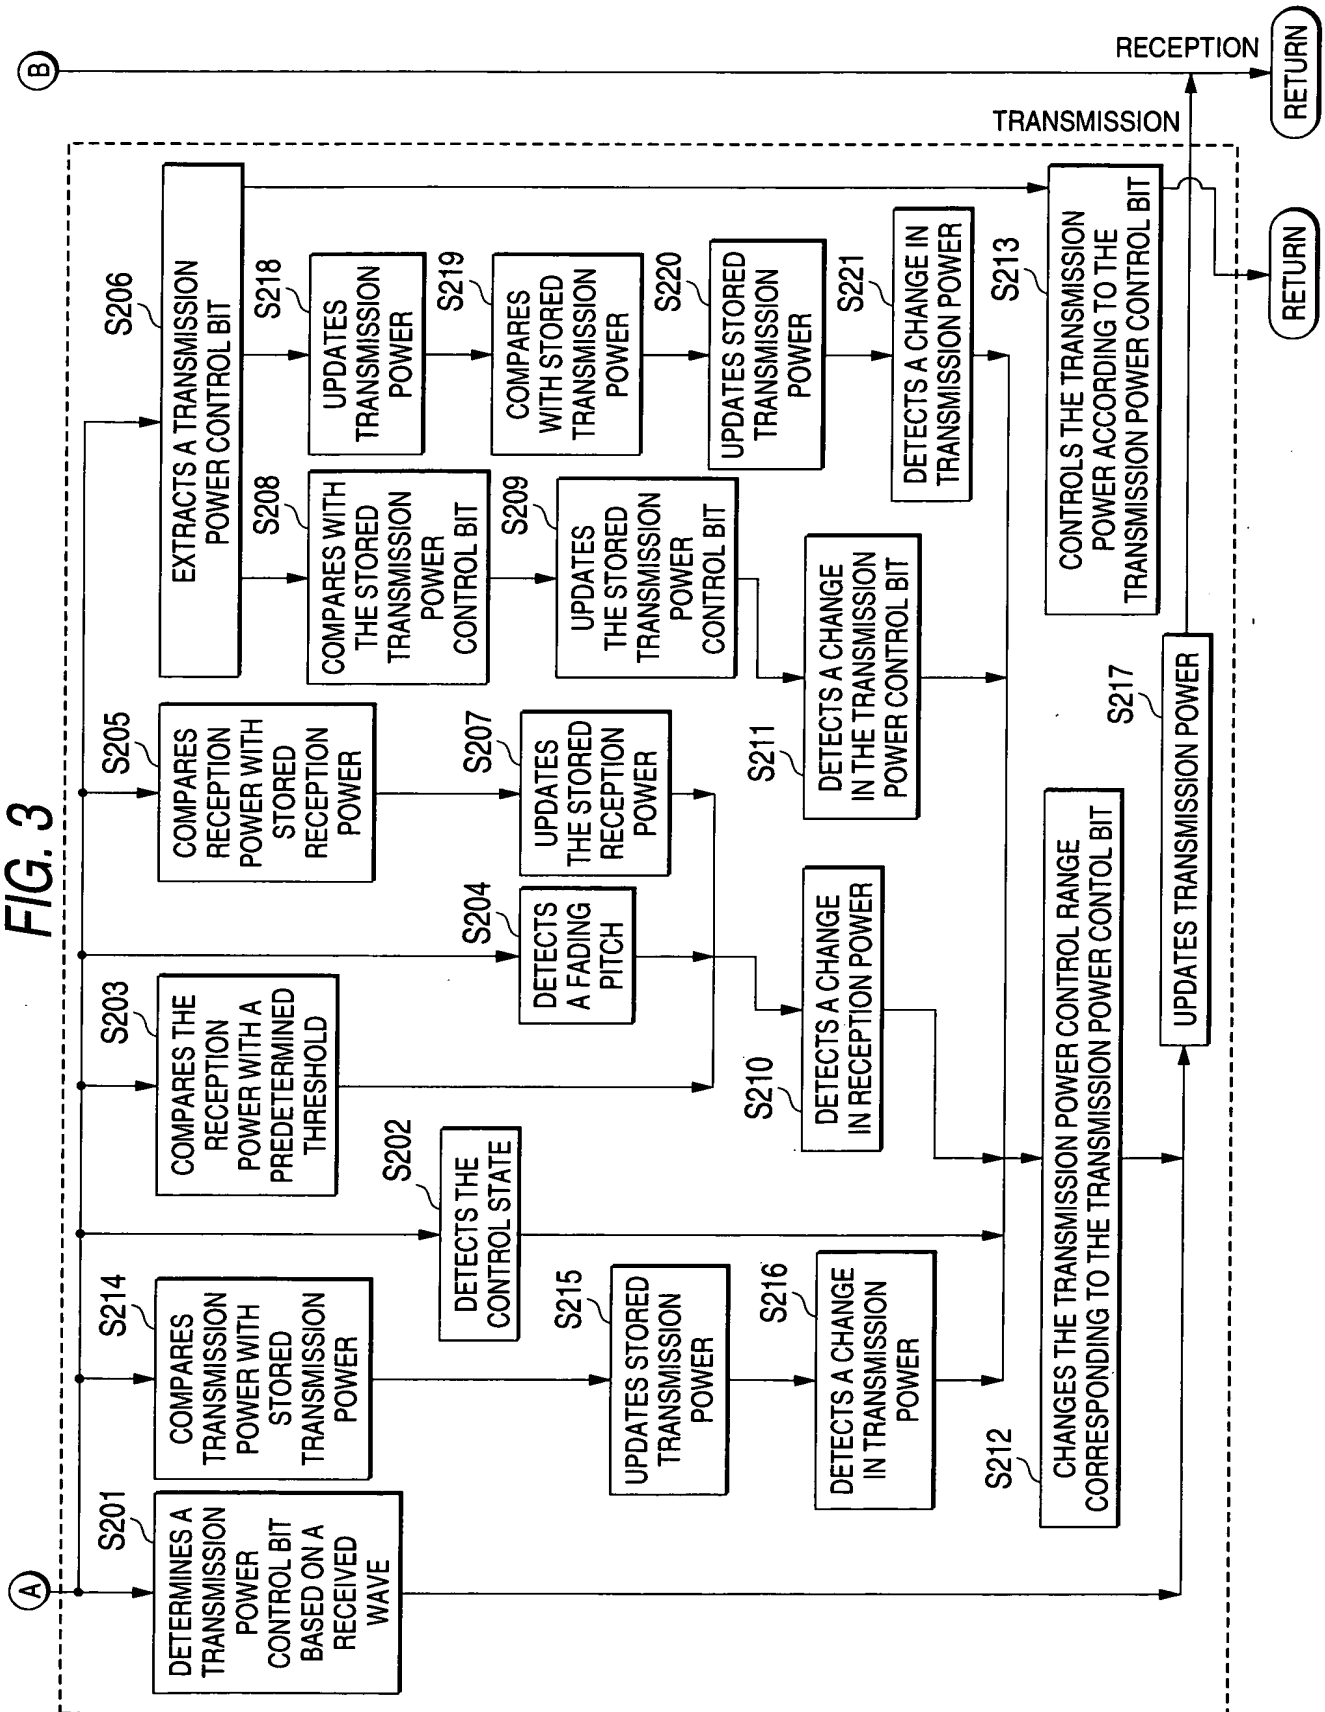 FIG. 3
A
B
S201
DETERMINES A
TRANSMISSION
POWER
CONTROL BIT
BASED ON A
RECEIVED
WAVE
S214
COMPARES
TRANSMISSION
POWER WITH
STORED
TRANSMISSION
POWER
S203
COMPARES THE
RECEPTION
POWER WITH A
PREDETERMINED
THRESHOLD
S205
COMPARES
RECEPTION
POWER WITH
STORED
RECEPTION
POWER
S206
EXTRACTS A TRANSMISSION
POWER CONTROL BIT
S202
DETECTS THE
CONTROL STATE
S204
DETECTS
A FADING
PITCH
S207
UPDATES
THE STORED
RECEPTION
POWER
S208
COMPARES WITH
THE STORED
TRANSMISSION
POWER
CONTROL BIT
S218
UPDATES
TRANSMISSION
POWER
S209
UPDATES
THE STORED
TRANSMISSION
POWER
CONTROL BIT
S219
COMPARES
WITH STORED
TRANSMISSION
POWER
S215
UPDATES STORED
TRANSMISSION
POWER
S220
UPDATES STORED
TRANSMISSION
POWER
S216
DETECTS A CHANGE
IN TRANSMISSION
POWER
S210
DETECTS A CHANGE
IN RECEPTION POWER
S211
DETECTS A CHANGE
IN THE TRANSMISSION
POWER CONTROL BIT
S221
DETECTS A CHANGE IN
TRANSMISSION POWER
S212
CHANGES THE TRANSMISSION POWER CONTROL RANGE
CORRESPONDING TO THE TRANSMISSION POWER CONTOL BIT
S213
CONTROLS THE TRANSMISSION
POWER ACCORDING TO THE
TRANSMISSION POWER CONTROL BIT
S217
UPDATES TRANSMISSION POWER
TRANSMISSION
RECEPTION
RETURN
RETURN